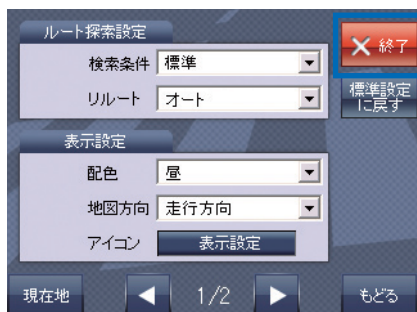 ルート探索設定
検索条件 標準
リルート オート
終了
標準設定
に戻す
表示設定
配色 昼
地図方向 走行方向
アイコン 表示設定
現在地 1/2 もどる